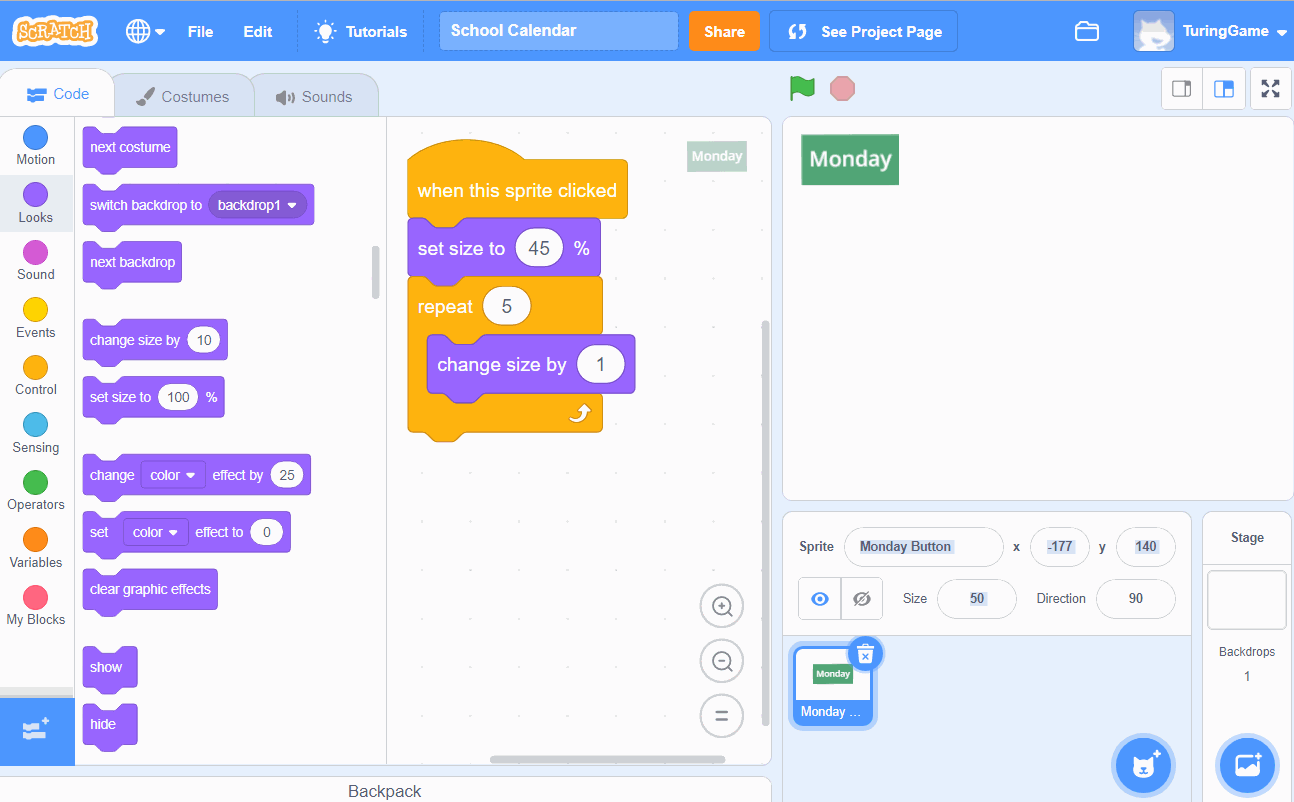 SCRATCH
File
Edit
Tutorials
School Calendar
Share
See Project Page
TuringGame
Code
Costumes
Sounds
Motion
Looks
Sound
Events
Control
Sensing
Operators
Variables
My Blocks
next costume
switch backdrop to backdrop1
next backdrop
change size by 10
set size to 100 %
change color effect by 25
set color effect to 0
clear graphic effects
show
hide
when this sprite clicked
set size to 45 %
repeat 5
change size by 1
Monday
Backpack
Monday
Sprite Monday Button x -177 y 140
Size 50 Direction 90
Monday
Monday ...
Stage
Backdrops
1